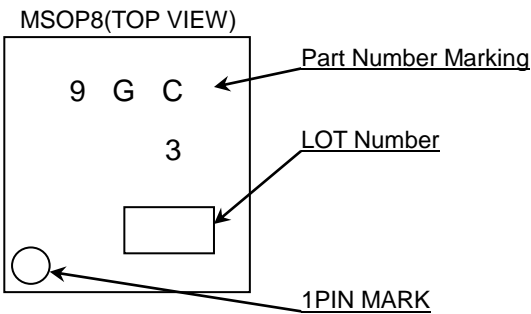 MSOP8(TOP VIEW)
Part Number Marking
9 G C
LOT Number
3
1PIN MARK